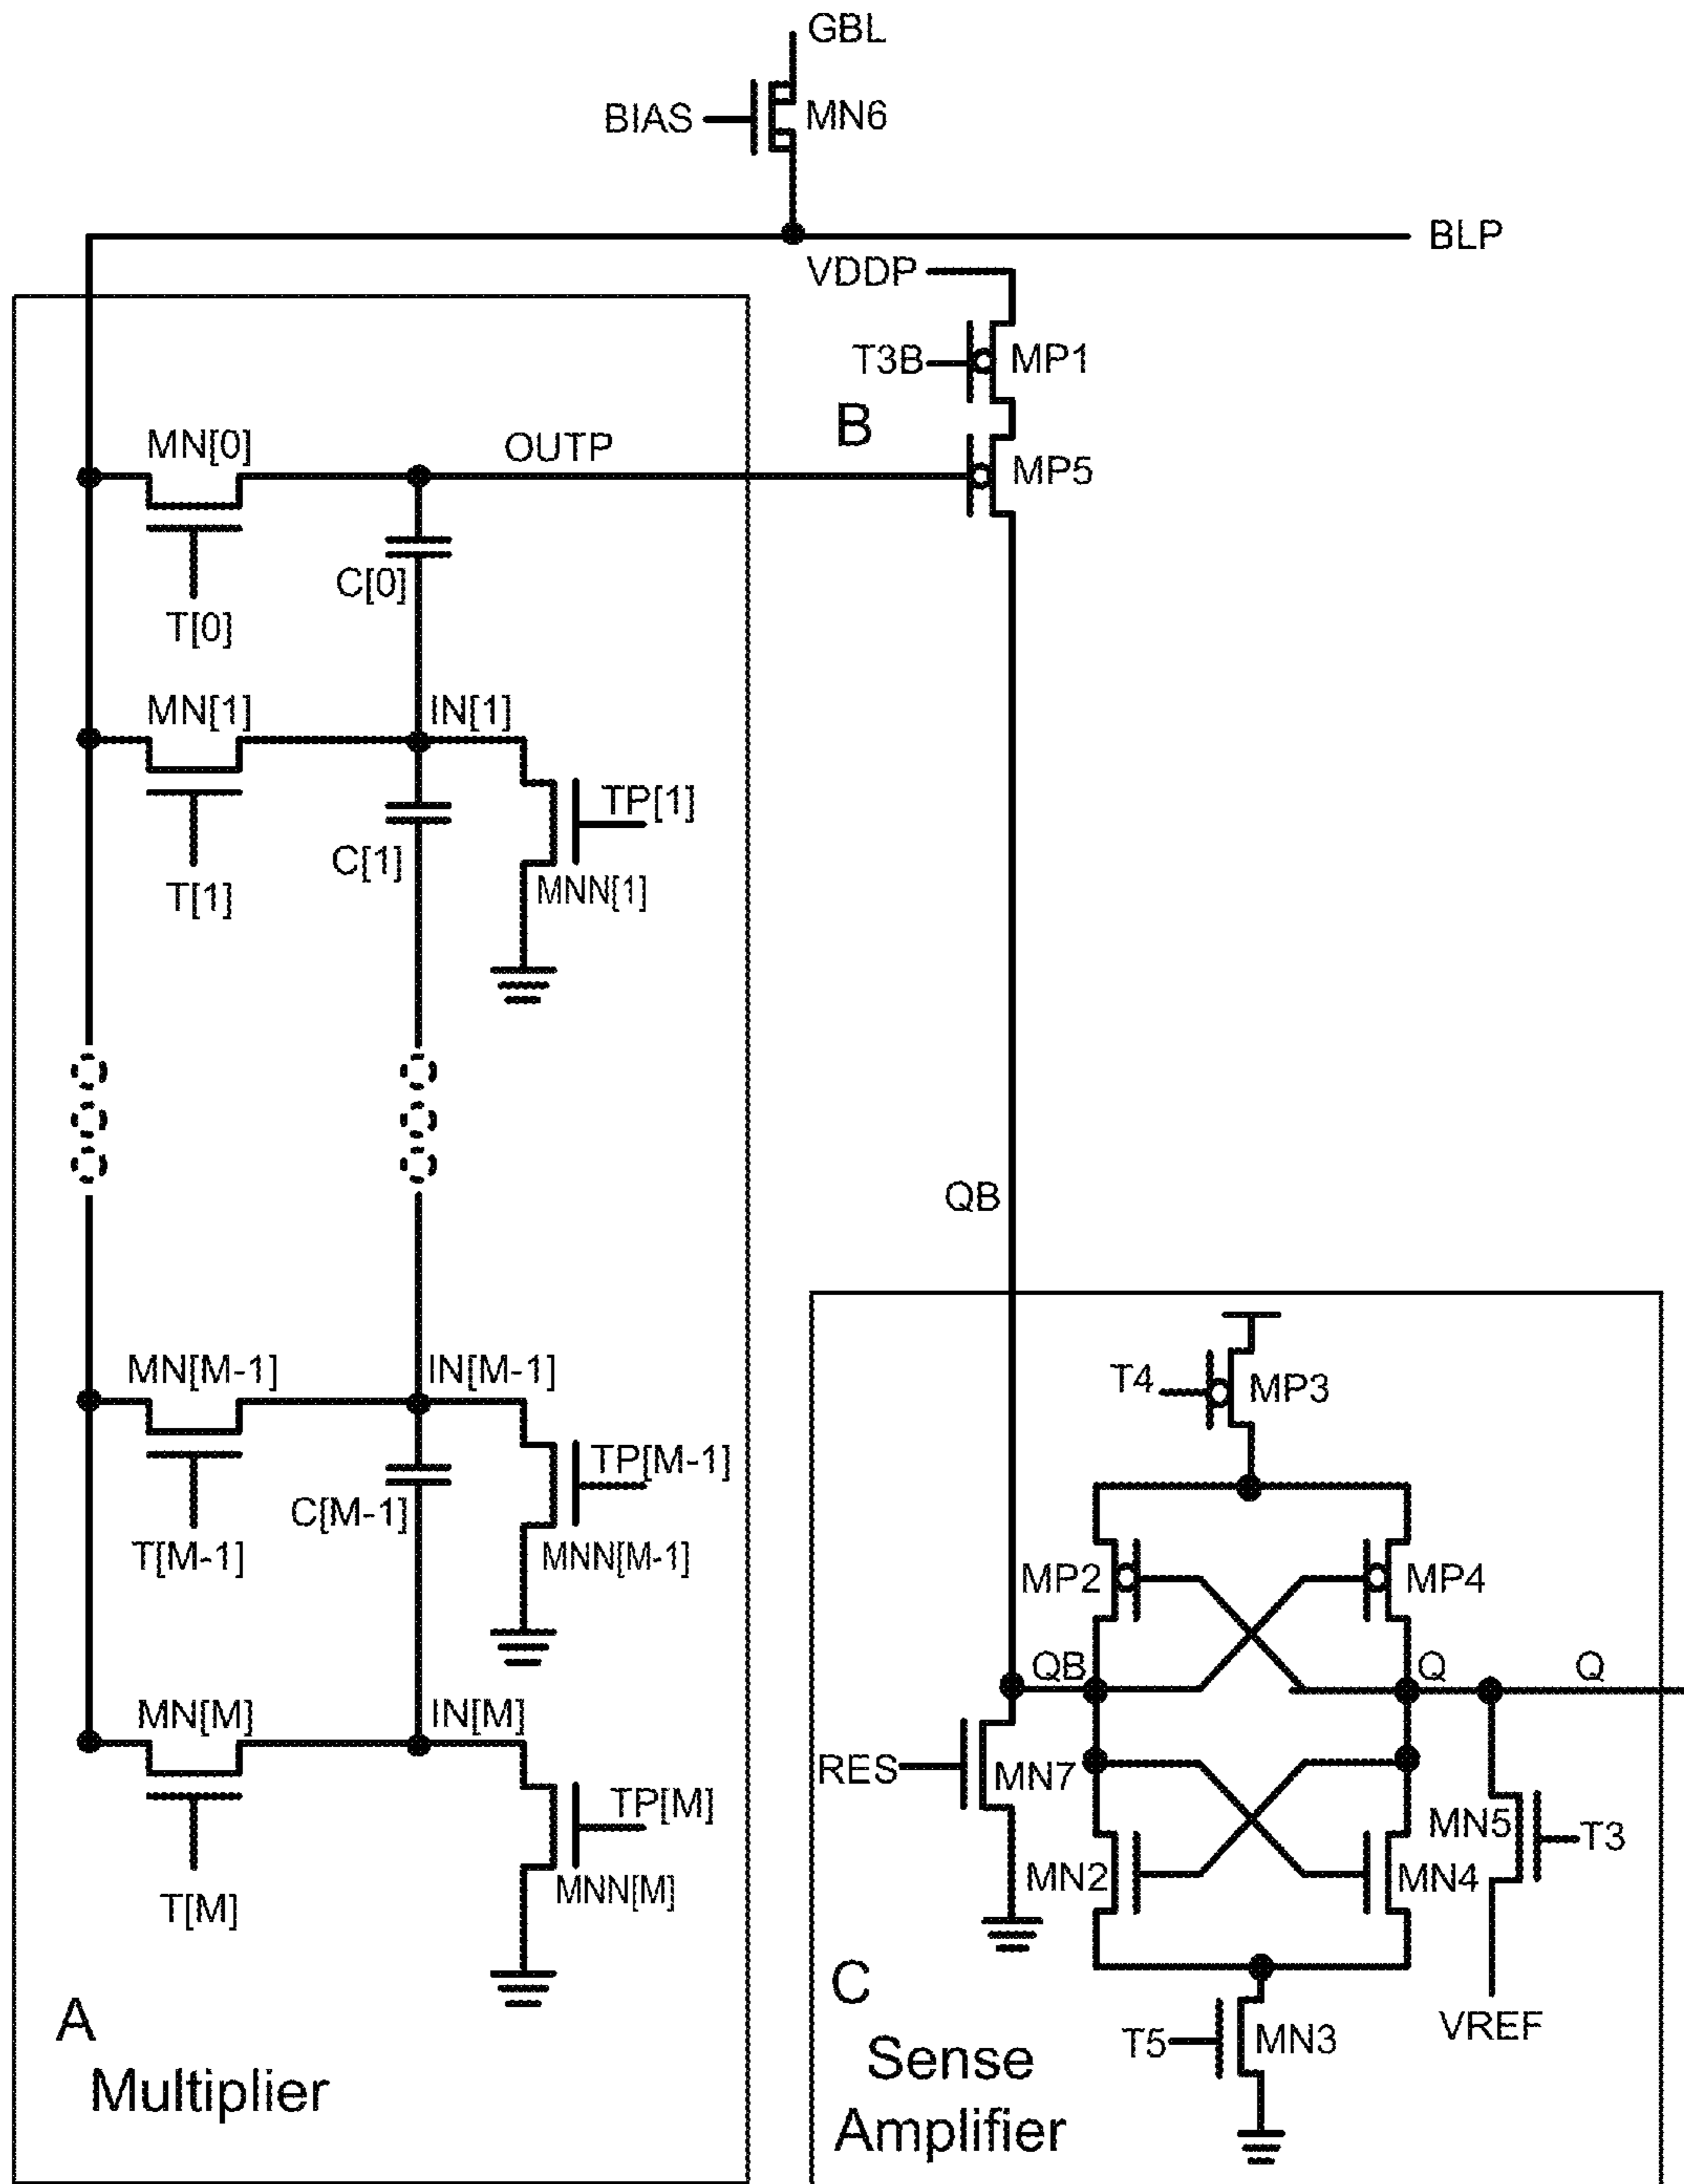 GBL
BIAS
MN6
BLP
VDDP
T3B
MP1
B
MN[0]
OUTP
MP5
C[0]
T[0]
MN[1]
IN[1]
TP[1]
C[1]
T[1]
MNN[1]
QB
MN[M-1]
IN[M-1]
T4
MP3
TP[M-1]
C[M-1]
T[M-1]
MNN[M-1]
MP2
MP4
QB
Q
Q
MN[M]
IN[M]
RES
MN7
TP[M]
MN5
T3
MN2
MN4
T[M]
MNN[M]
C
A
T5
MN3
VREF
Sense
Multiplier
Amplifier